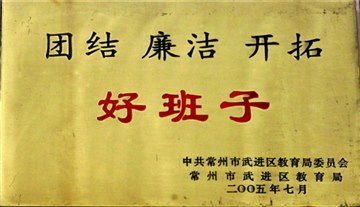 团结 廉洁 开拓
好班子
中共常州市武进区教育局委员会
常州市武进区教育局
二〇〇五年七月